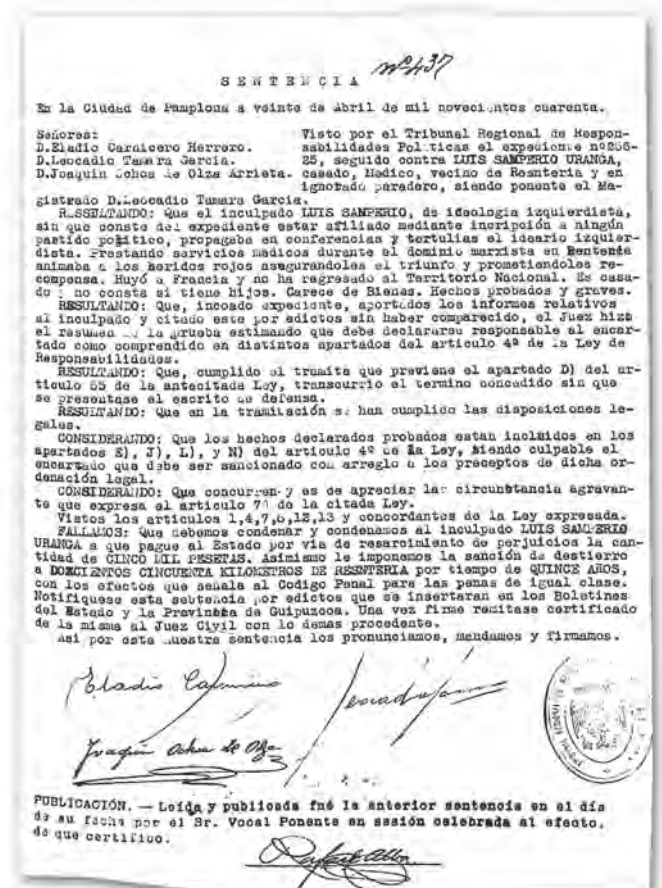 Nº437
SENTENCIA
En la Ciudad de Pamplona a veinte de Abril de mil novecientos cuarenta.
Señores:
D.Eladio Carnicero Herrero.
D.Leocadio Tamara Garcia.
D.Joaquin Ochoa de Olza Arrieta.
Visto por el Tribunal Regional de Respon-
sabilidades Politicas el expediente nº256-
25, seguido contra LUIS SAMPERIO URANGA,
casado, Medico, vecino de Resnteria y en
ignorado paradero, siendo ponente el Ma-
gistrado D.Leocadio Tamara Garcia.
RESULTANDO: Que el inculpado LUIS SAMPERIO, de ideologia izquierdista,
sin que conste del expediente estar afiliado mediante incripción a ningún
partido político, propagaba en conferencias y tertulias el ideario izquier-
dista. Prestando servicios medicos durante el dominio marxista en
animaba a los heridos rojos asegurandoles el triunfo y prometiendoles re-
compensa. Huyó a Francia y no ha regresado al Territorio Nacional. Es casa-
do ; no consta si tiene hijos. Carece de Bienes. Hechos probados y graves.
RESULTANDO: Que, incoado expediente, aportados los informes relativos
al inculpado y citado este por edictos sin haber comparecido, el Juez hizo
el resumen de la prueba estimando que debe declararse responsable al encar-
tado como comprendido en distintos apartados del articulo 4º de la Ley de
Responsabilidades.
RESULTANDO: Que, cumplido el tramite que previene el apartado D) del ar-
ticulo 55 de la antecitada Ley, transcurrio el termino concedido sin que
se presentase el escrito de defensa.
RESULTANDO: Que en la tramitación se han cumplido las disposiciones le-
gales.
CONSIDERANDO: Que los hechos declarados probados estan incluidos en los
apartados E), J), L), y N) del articulo 4º de la Ley, siendo culpable el
encartado que debe ser sancionado con arreglo a los preceptos de dicha or-
denación legal.
CONSIDERANDO: Que concurren y es de apreciar las circunstancia agravan-
te que expresa el articulo 7º de la citada Ley.
Vistos los articulos 1,4,7,8,12,13 y concordantes de la Ley expresada.
FALLAMOS: Que debemos condenar y condenamos al inculpado LUIS SAMPERIO
URANGA a que pague al Estado por via de resarcimiento de perjuicios la can-
tidad de CINCO MIL PESETAS. Asimismo le imponemos la sanción de destierro
a DOSCIENTOS CINCUENTA KILOMETROS DE RESNTERIA por tiempo de QUINCE AÑOS,
con los efectos que señala el Codigo Penal para las penas de igual clase.
Notifiquese esta sentencia por edictos que se insertaran en los Boletines
del Estado y la Provincia de Guipuzcoa. Una vez firme remitase certificado
de la misma al Juez Civil con lo demas procedente.
Asi por esta nuestra sentencia los pronunciamos, mandamos y firmamos.
Eladio Carnicero
Joaquin Ochoa de Olza
PUBLICACIÓN. — Leída y publicada fué la anterior sentencia en el día
de su fecha por el Sr. Vocal Ponente en sesión celebrada al efecto,
de que certifico.